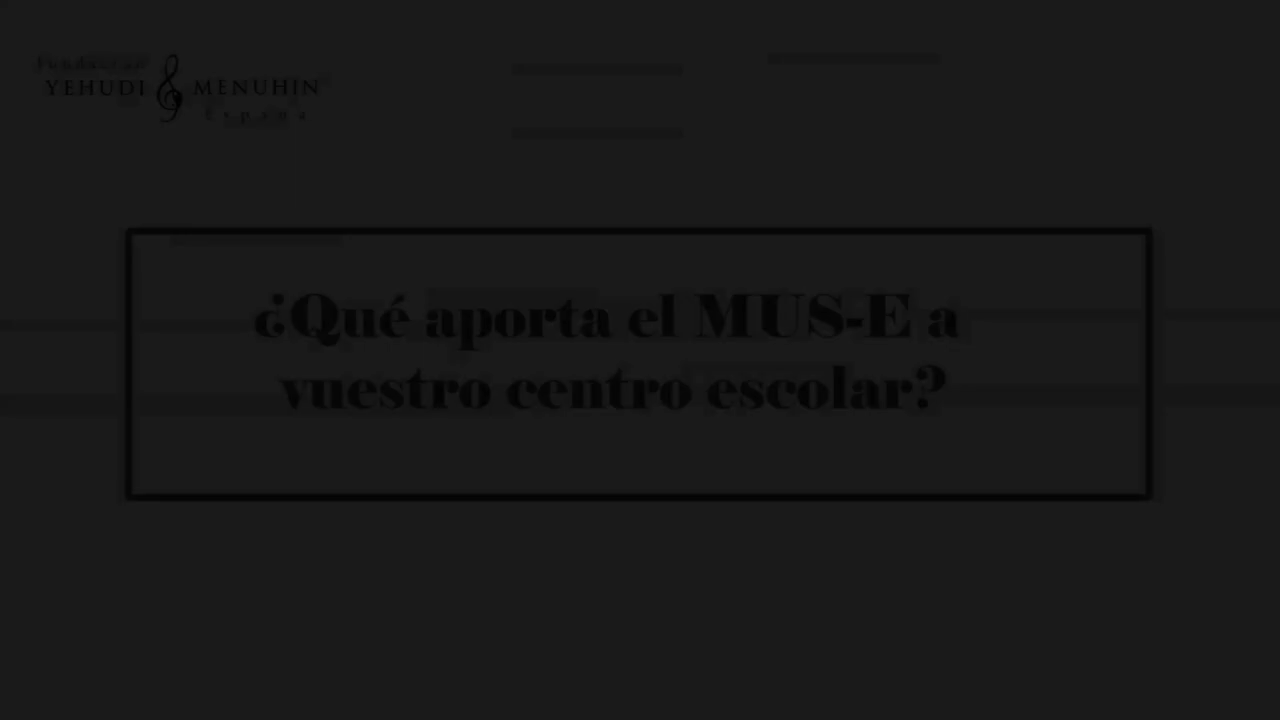 Fundación
YEHUDI MENUHIN
España
¿Qué aporta el MUS-E a
vuestro centro escolar?